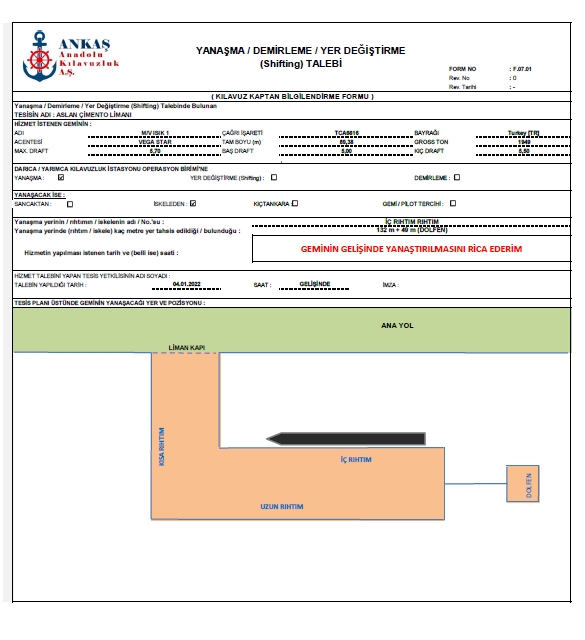 ANKAŞ
Anadolu
Kılavuzluk
A.Ş.
YANAŞMA / DEMİRLEME / YER DEĞİŞTİRME
(Shifting) TALEBİ
FORM NO : F.07.01
Rev. No : 0
Rev. Tarihi : -
( KILAVUZ KAPTAN BİLGİLENDİRME FORMU )
Yanaşma / Demirleme / Yer Değiştirme (Shifting) Talebinde Bulunan
TESİSİN ADI : ASLAN ÇİMENTO LİMANI
HİZMET İSTENEN GEMİNİN :
ADI M/V ISIK 1 ÇAĞRI İŞARETİ TCA6616 BAYRAĞI Turkey [TR]
ACENTESİ VEGA STAR TAM BOYU (m) 89,38 GROSS TON 1949
MAX. DRAFT 5,70 BAŞ DRAFT 5,00 KIÇ DRAFT 5,50
DARICA / YARIMCA KILAVUZLUK İSTASYONU OPERASYON BİRİMİ'NE
YANAŞMA : ☑ YER DEĞİŞTİRME (Shifting) : ☐ DEMİRLEME : ☐
YANAŞACAK İSE :
SANCAKTAN : ☐ İSKELEDEN : ☑ KIÇTANKARA : ☐ GEMİ / PİLOT TERCİHİ : ☐
Yanaşma yerinin / rıhtımın / iskelenin adı / No.'su : İÇ RIHTIM RIHTIM
Yanaşma yerinde (rıhtım / iskele) kaç metre yer tahsis edildiği / bulunduğu : 132 m + 49 m (DOLFEN)
Hizmetin yapılması istenen tarih ve (belli ise) saati : GEMİNİN GELİŞİNDE YANAŞTIRILMASINI RİCA EDERİM
HİZMET TALEBİNİ YAPAN TESİS YETKİLİSİNİN ADI SOYADI :
TALEBİN YAPILDIĞI TARİH : 04.01.2022 SAAT : GELİŞİNDE İMZA :
TESİS PLANI ÜSTÜNDE GEMİNİN YANAŞACAĞI YER VE POZİSYONU :
ANA YOL
LİMAN KAPI
KISA RIHTIM
İÇ RIHTIM
DOLFEN
UZUN RIHTIM